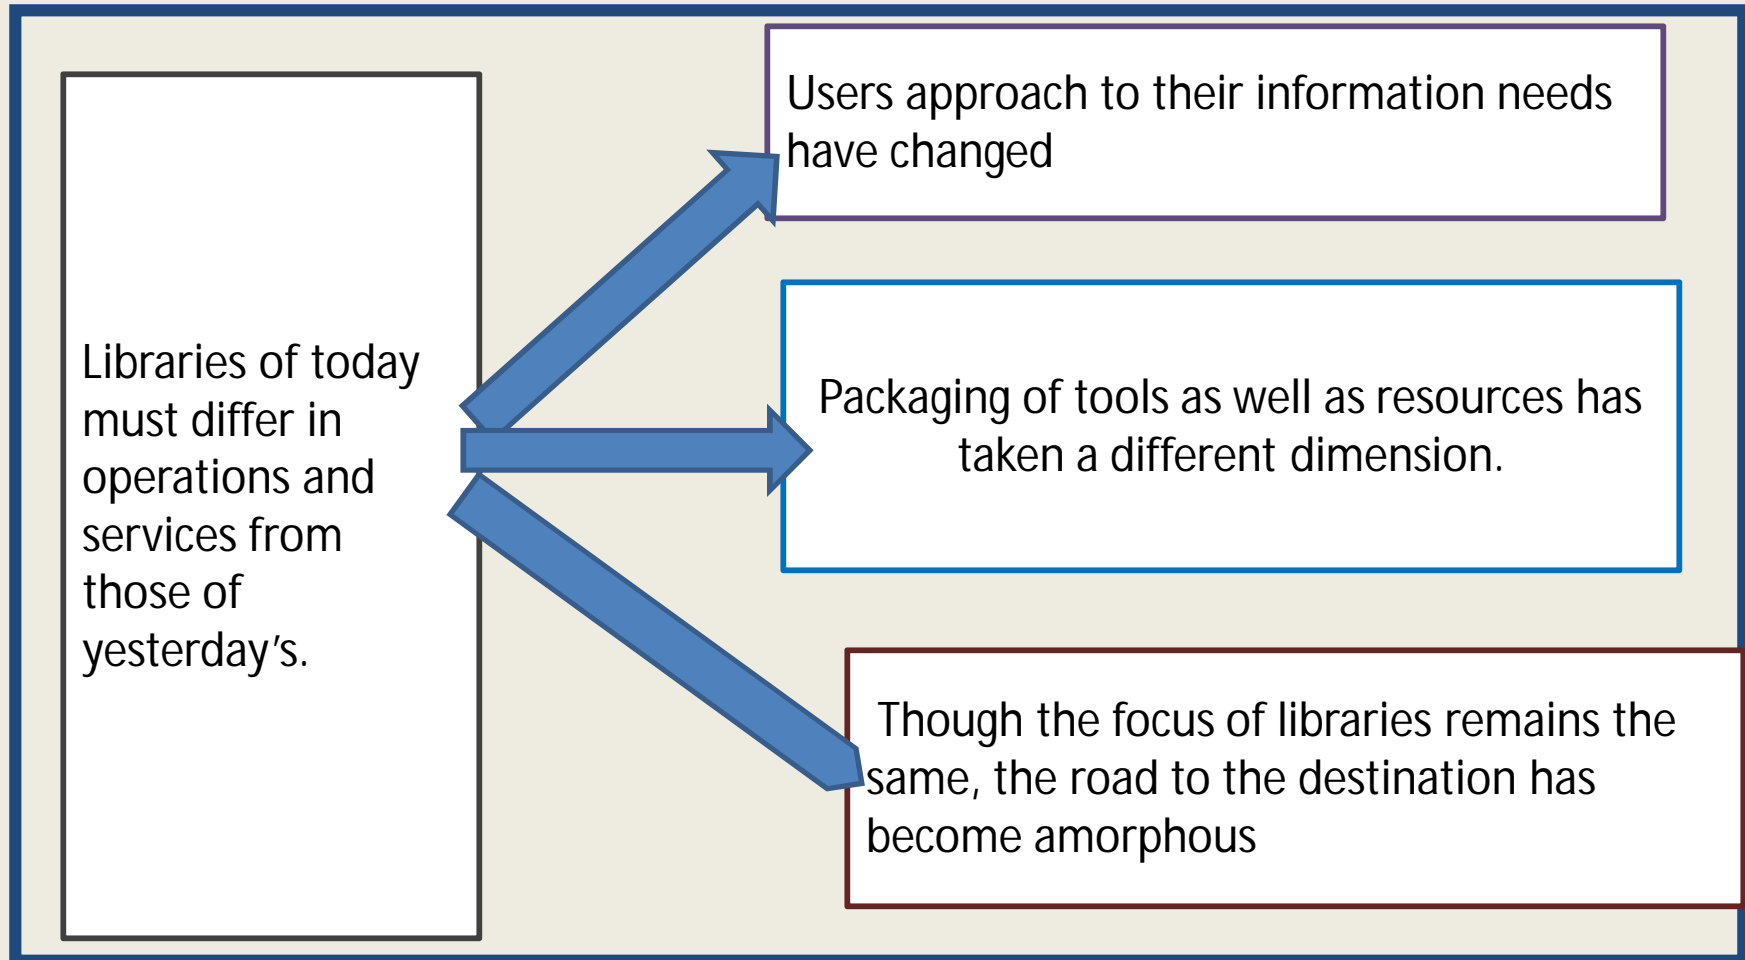 Libraries of today
must differ in
operations and
services from
those of
yesterday’s.
Users approach to their information needs
have changed
Packaging of tools as well as resources has
taken a different dimension.
Though the focus of libraries remains the
same, the road to the destination has
become amorphous